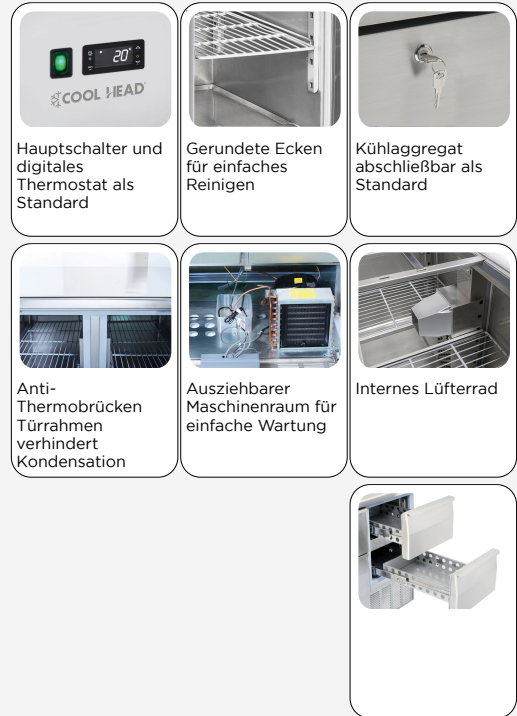 20°
COOL HEAD
Hauptschalter und
digitales
Thermostat als
Standard
Gerundete Ecken
für einfaches
Reinigen
Kühlaggregat
abschließbar als
Standard
Anti-
Thermobrücken
Türrahmen
verhindert
Kondensation
Ausziehbarer
Maschinenraum für
einfache Wartung
Internes Lüfterrad